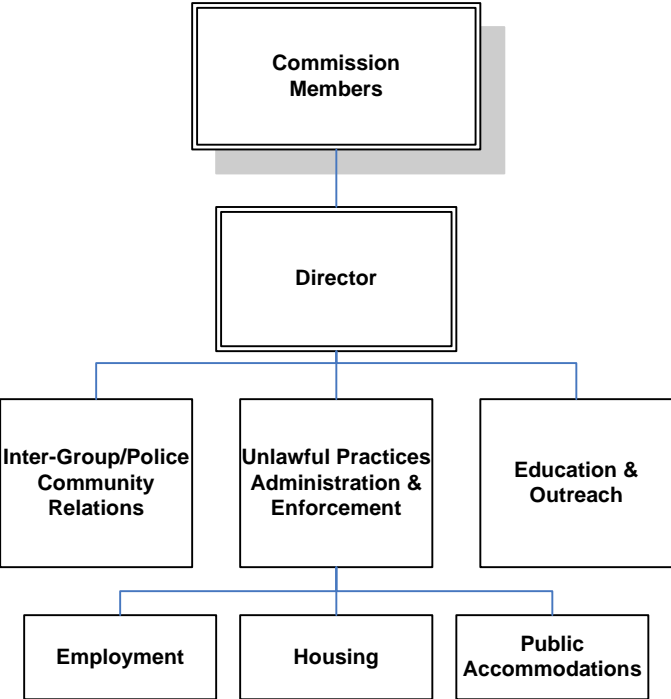 Commission
Members
Director
Inter-Group/Police
Community
Relations
Unlawful Practices
Administration &
Enforcement
Education &
Outreach
Employment
Housing
Public
Accommodations